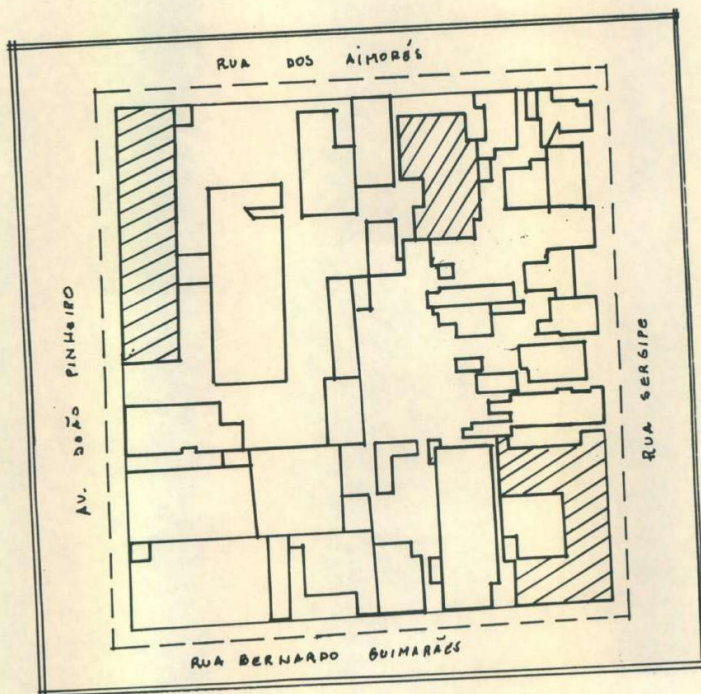 RUA DOS AIMORÉS
AV. JOÃO PINHEIRO
RUA SERGIPE
RUA BERNARDO GUIMARÃES